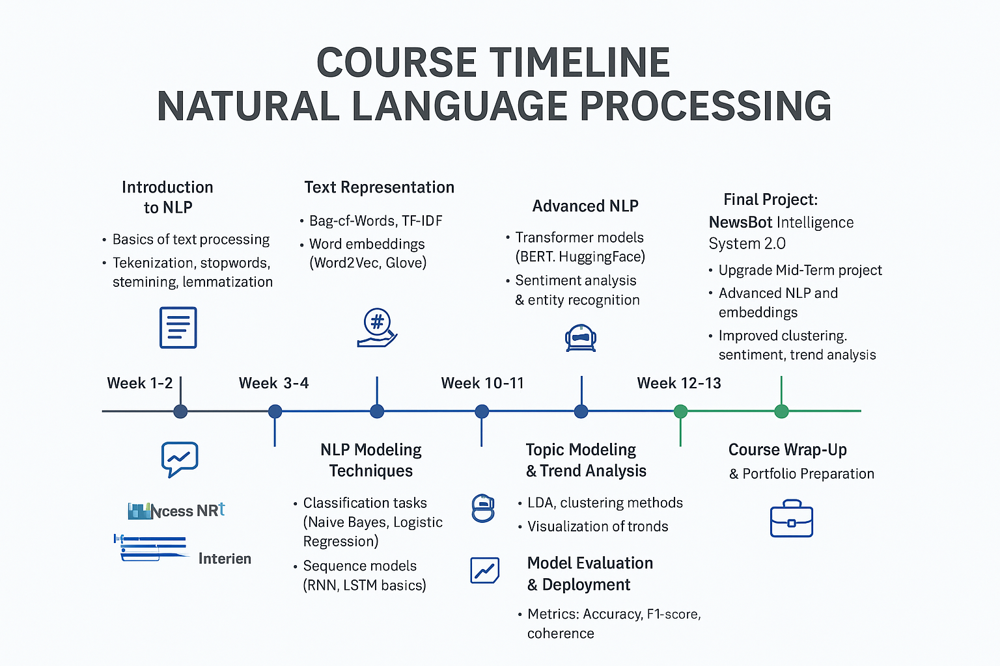 COURSE TIMELINE
NATURAL LANGUAGE PROCESSING
Introduction
to NLP
• Basics of text processing
• Tekenization, stopwords,
stemining, lemmatization
Text Representation
• Bag-cf-Words, TF-IDF
• Word embeddings
(Word2Vec, Glove)
Advanced NLP
• Transformer models
(BERT. HuggingFace)
• Sentiment analysis
& entity recognition
Final Project:
NewsBot Intelligence
System 2.0
• Upgrade Mid-Term project
• Advanced NLP and
embeddings
• Improved clustering.
sentiment, trend analysis
Week 1-2
Week 3-4
Week 10-11
Week 12-13
Interien
NLP Modeling
Techniques
• Classification tasks
(Naive Bayes, Logistic
Regression)
• Sequence models
(RNN, LSTM basics)
Topic Modeling
& Trend Analysis
• LDA, clustering methods
• Visualization of tronds
Model Evaluation
& Deployment
• Metrics: Accuracy, F1-score,
coherence
Course Wrap-Up
& Portfolio Preparation